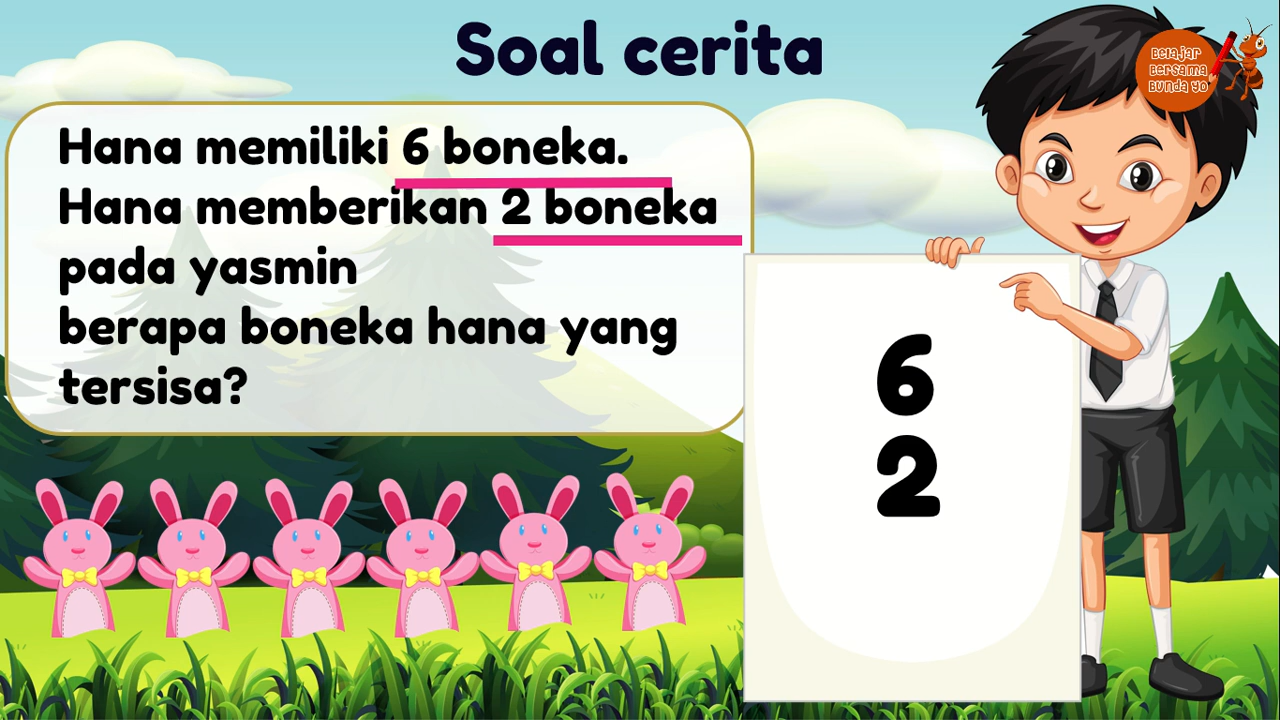 Soal cerita
Belajar
Bersama
Bunda Yo
Hana memiliki 6 boneka.
Hana memberikan 2 boneka
pada yasmin
berapa boneka hana yang
tersisa?
6
2